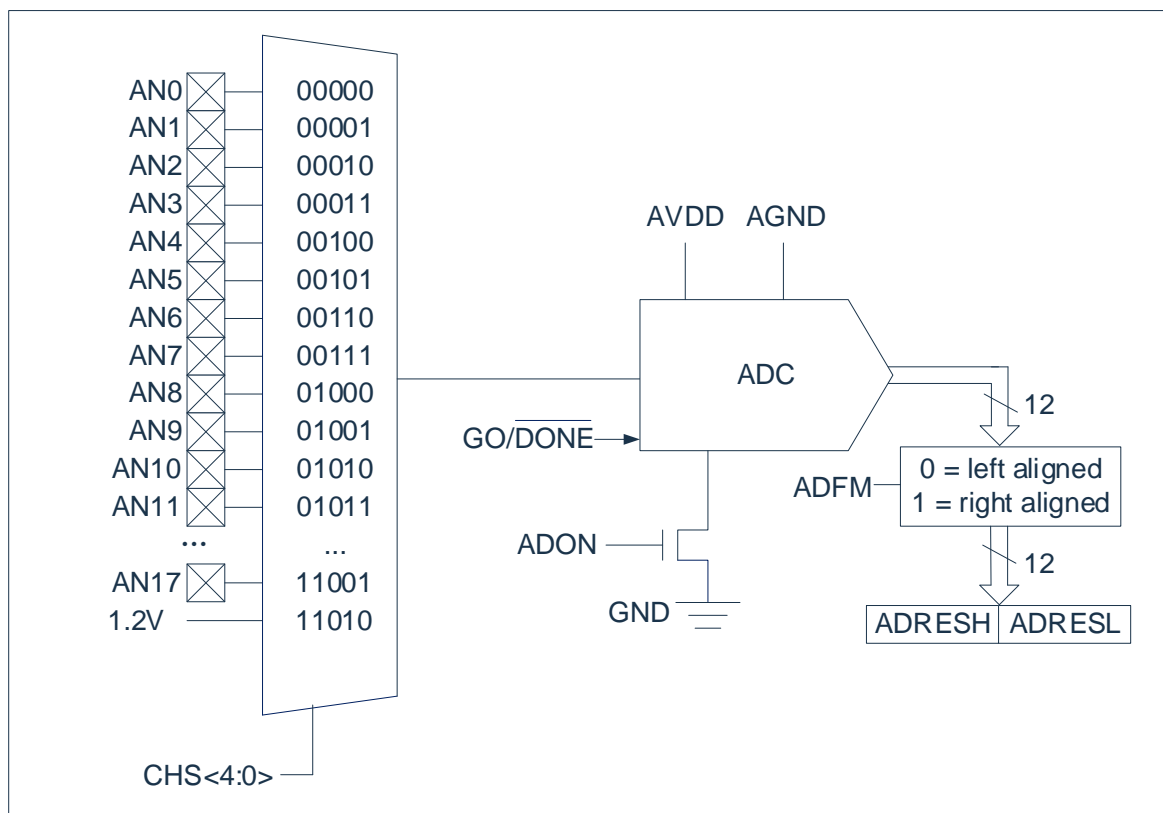 AN0 00000
AN1 00001
AN2 00010
AN3 00011
AN4 00100
AN5 00101
AN6 00110
AN7 00111
AN8 01000
AN9 01001
AN10 01010
AN11 01011
... ...
AN17 11001
1.2V 11010
CHS<4:0>
AVDD AGND
ADC
GO/DONE
ADON
GND
12
ADFM
0 = left aligned
1 = right aligned
12
ADRESH ADRESL